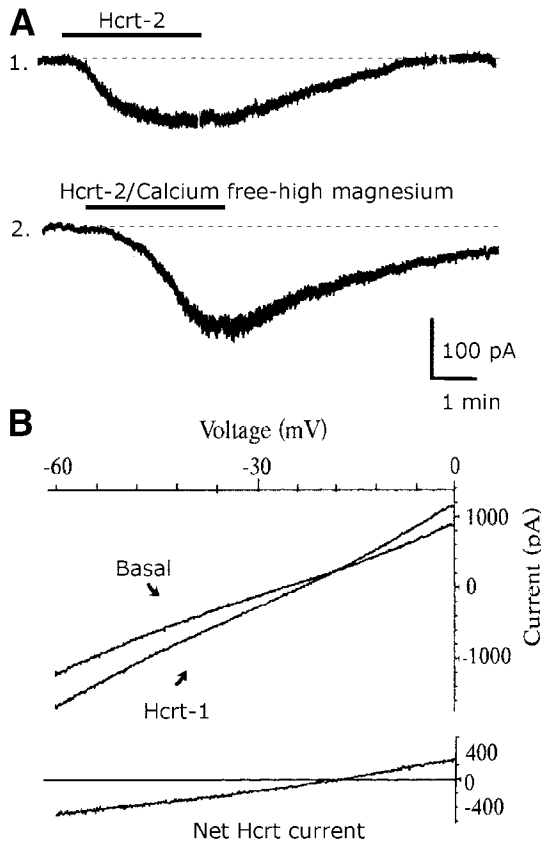 A
Hcrt-2
1.
Hcrt-2/Calcium free-high magnesium
2.
100 pA
1 min
B
Voltage (mV)
-60 -30 0
Basal
Hcrt-1
1000
0
-1000
Current (pA)
400
0
-400
Net Hcrt current